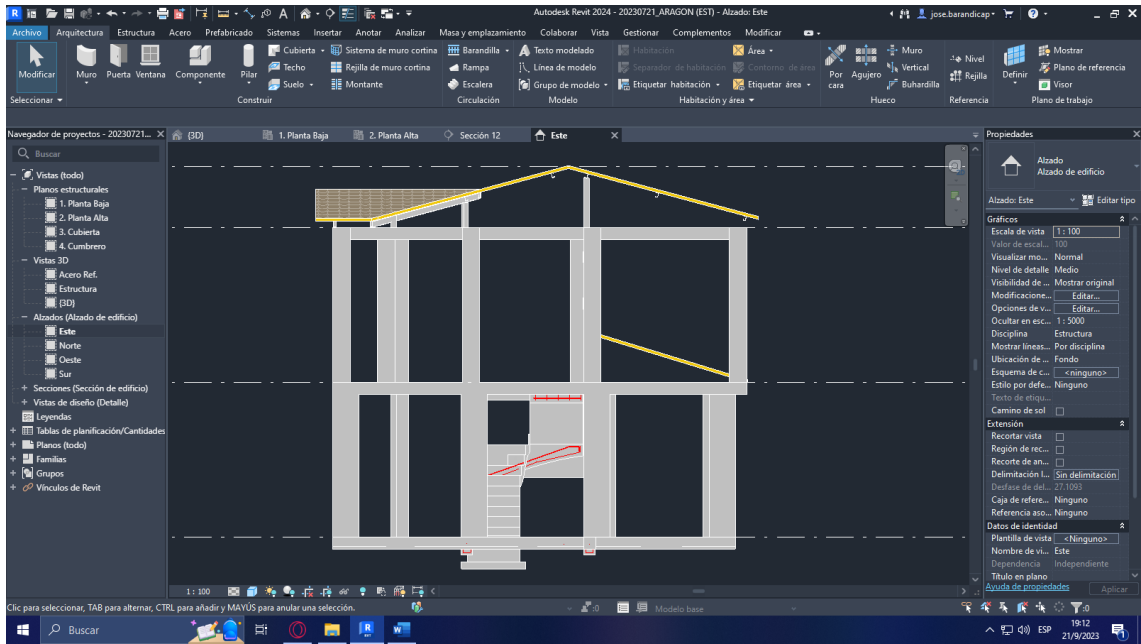 Autodesk Revit 2024 - 20230721_ARAGON (EST) - Alzado: Este
jose.barandicap
Archivo Arquitectura Estructura Acero Prefabricado Sistemas Insertar Anotar Analizar Masa y emplazamiento Colaborar Vista Gestionar Complementos Modificar
Modificar
Muro Puerta Ventana Componente Pilar
Cubierta
Techo
Suelo
Sistema de muro cortina
Rejilla de muro cortina
Montante
Barandilla
Rampa
Escalera
Texto modelado
Línea de modelo
Grupo de modelo
Habitación
Separador de habitación
Etiquetar habitación
Área
Contorno de área
Etiquetar área
Por cara
Agujero
Muro
Vertical
Buhardilla
Nivel
Rejilla
Definir
Mostrar
Plano de referencia
Visor
Seleccionar Construir Circulación Modelo Habitación y área Hueco Referencia Plano de trabajo
Navegador de proyectos - 20230721...
{3D} 1. Planta Baja 2. Planta Alta Sección 12 Este
Propiedades
Buscar
Vistas (todo)
Planos estructurales
1. Planta Baja
2. Planta Alta
3. Cubierta
4. Cumbrero
Vistas 3D
Acero Ref.
Estructura
{3D}
Alzados (Alzado de edificio)
Este
Norte
Oeste
Sur
Secciones (Sección de edificio)
Vistas de diseño (Detalle)
Leyendas
Tablas de planificación/Cantidades
Planos (todo)
Familias
Grupos
Vínculos de Revit
Alzado
Alzado de edificio
Alzado: Este Editar tipo
Gráficos
Escala de vista 1 : 100
Valor de escal... 100
Visualizar mo... Normal
Nivel de detalle Medio
Visibilidad de ... Mostrar original
Modificacione... Editar...
Opciones de v... Editar...
Ocultar en esc... 1 : 5000
Disciplina Estructura
Mostrar líneas... Por disciplina
Ubicación de ... Fondo
Esquema de c... <ninguno>
Estilo por defe... Ninguno
Texto de etiqu...
Camino de sol
Extensión
Recortar vista
Región de rec...
Recorte de an...
Delimitación l... Sin delimitación
Desfase de del... 27.1093
Caja de refere... Ninguno
Referencia aso... Ninguno
Datos de identidad
Plantilla de vista <Ninguno>
Nombre de vi... Este
Dependencia Independiente
Título en plano
Ayuda de propiedades Aplicar
1 : 100
Clic para seleccionar, TAB para alternar, CTRL para añadir y MAYÚS para anular una selección.
:0 Modelo base :0
Buscar
ESP
19:12
21/9/2023